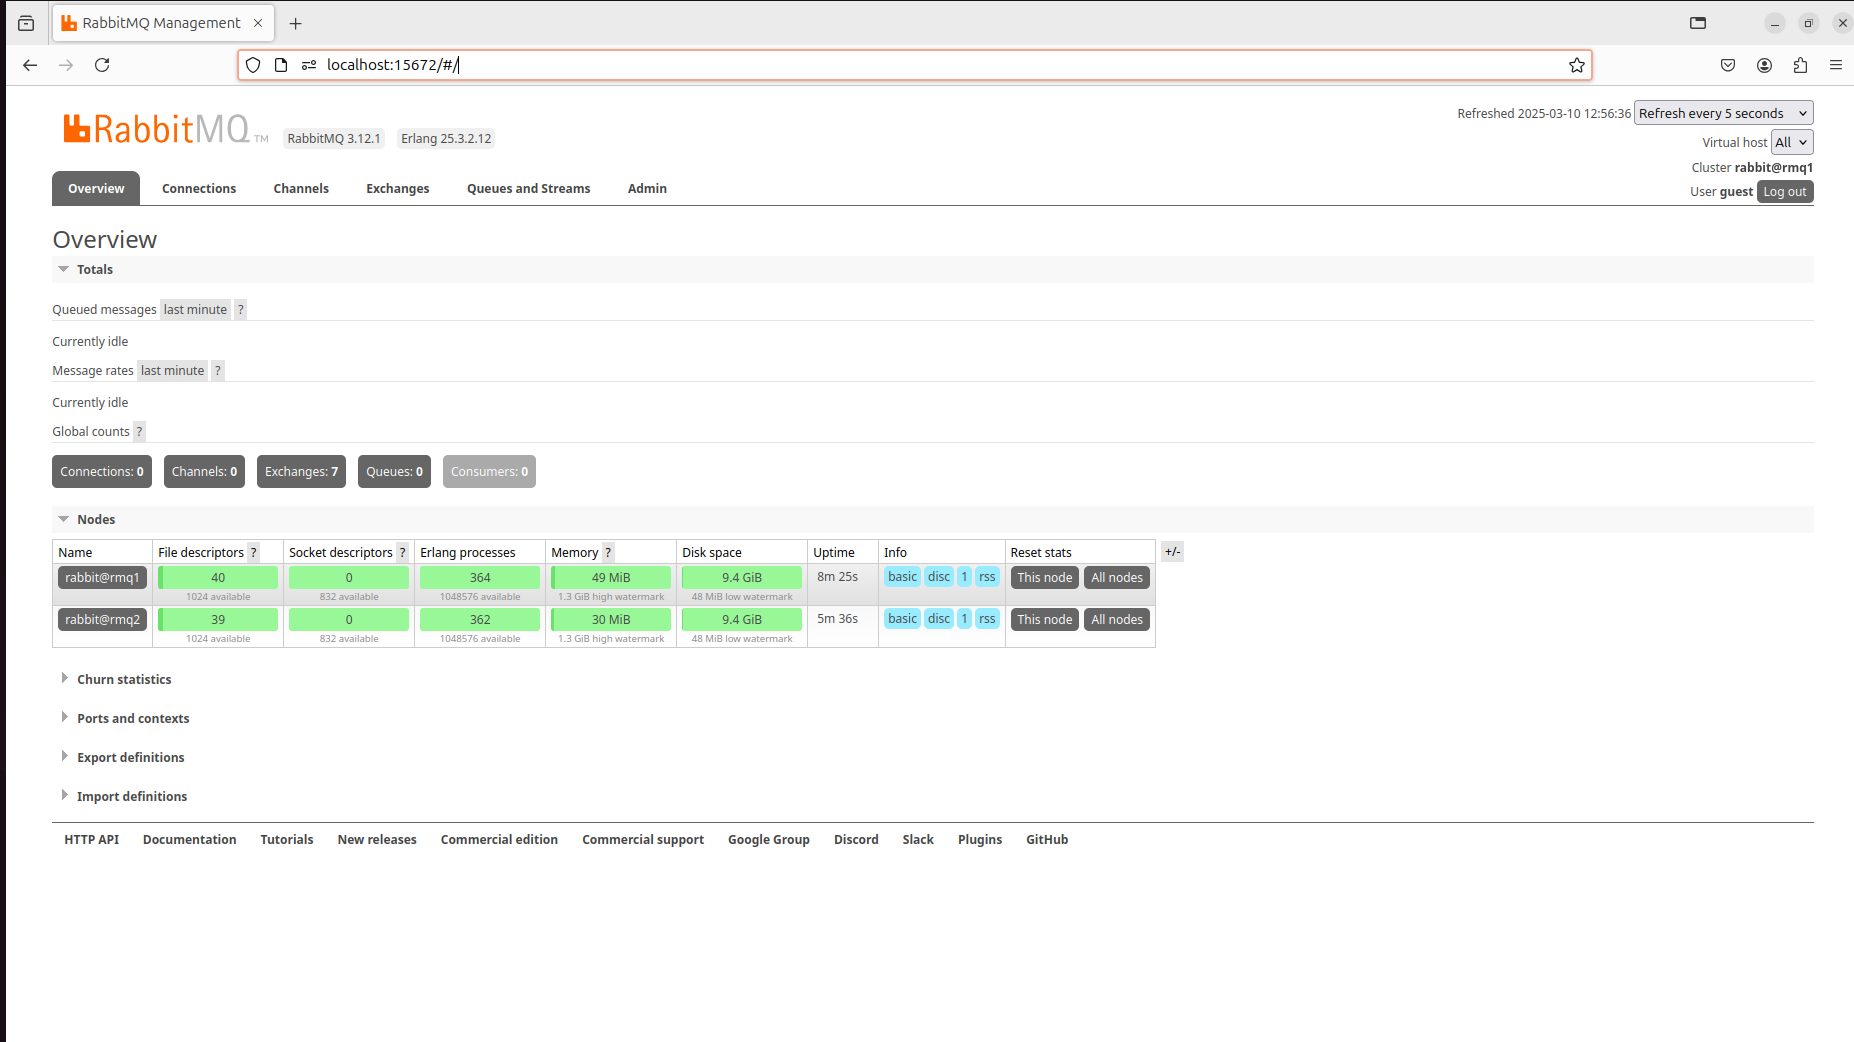 RabbitMQ Management
localhost:15672/#/
RabbitMQ TM RabbitMQ 3.12.1 Erlang 25.3.2.12
Refreshed 2025-03-10 12:56:36 Refresh every 5 seconds
Virtual host All
Cluster rabbit@rmq1
User guest Log out
Overview Connections Channels Exchanges Queues and Streams Admin
Overview
Totals
Queued messages last minute ?
Currently idle
Message rates last minute ?
Currently idle
Global counts ?
Connections: 0 Channels: 0 Exchanges: 7 Queues: 0 Consumers: 0
Nodes
Name File descriptors ? Socket descriptors ? Erlang processes Memory ? Disk space Uptime Info Reset stats +/-
rabbit@rmq1 40 0 364 49 MiB 9.4 GiB 8m 25s basic disc 1 rss This node All nodes
1024 available 832 available 1048576 available 1.3 GiB high watermark 48 MiB low watermark
rabbit@rmq2 39 0 362 30 MiB 9.4 GiB 5m 36s basic disc 1 rss This node All nodes
1024 available 832 available 1048576 available 1.3 GiB high watermark 48 MiB low watermark
Churn statistics
Ports and contexts
Export definitions
Import definitions
HTTP API Documentation Tutorials New releases Commercial edition Commercial support Google Group Discord Slack Plugins GitHub